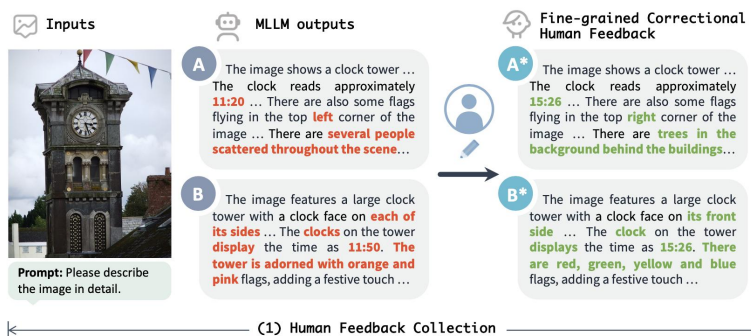 Inputs
MLLM outputs
Fine-grained Correctional
Human Feedback
A
The image shows a clock tower ...
The clock reads approximately
11:20 ... There are also some flags
flying in the top left corner of the
image ... There are several people
scattered throughout the scene...
A*
The image shows a clock tower ...
The clock reads approximately
15:26 ... There are also some flags
flying in the top right corner of the
image ... There are trees in the
background behind the buildings...
B
The image features a large clock
tower with a clock face on each of
its sides ... The clocks on the tower
display the time as 11:50. The
tower is adorned with orange and
pink flags, adding a festive touch ...
B*
The image features a large clock
tower with a clock face on its front
side ... The clock on the tower
displays the time as 15:26. There
are red, green, yellow and blue
flags, adding a festive touch ...
Prompt: Please describe
the image in detail.
(1) Human Feedback Collection